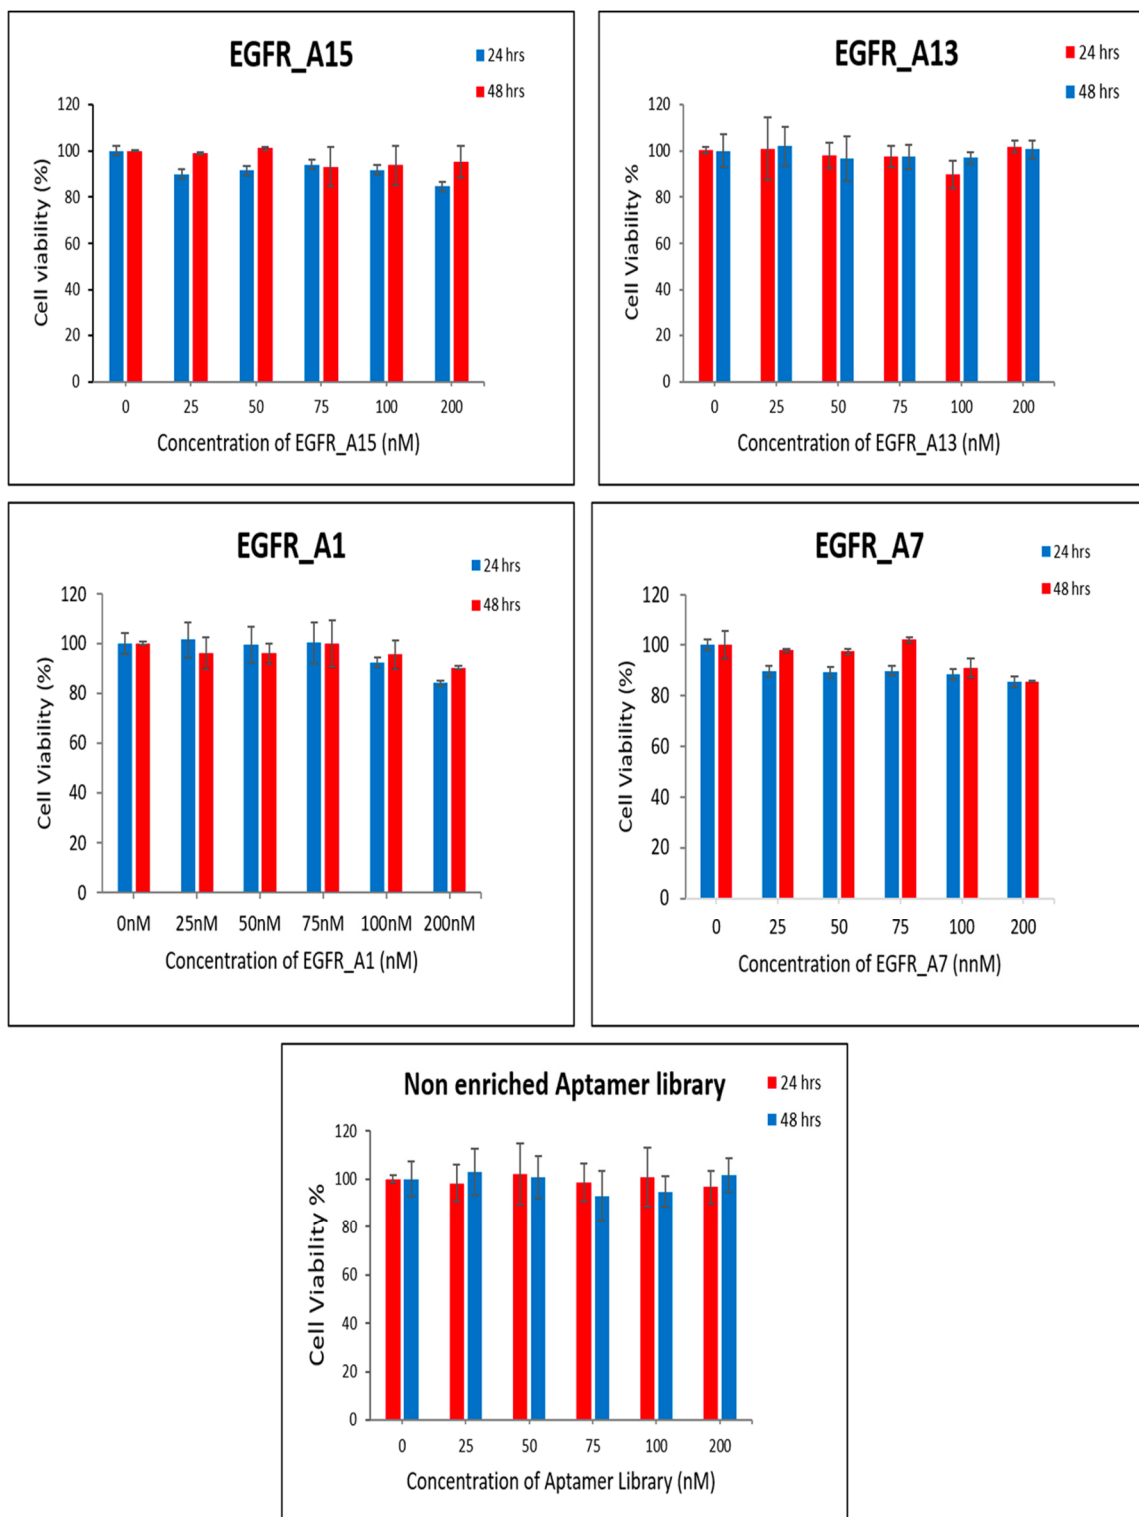 EGFR_A15
24 hrs
48 hrs
120
100
80
60
40
20
0
Cell viability (%)
0 25 50 75 100 200
Concentration of EGFR_A15 (nM)
EGFR_A13
24 hrs
48 hrs
120
100
80
60
40
20
0
Cell Viability %
0 25 50 75 100 200
Concentration of EGFR_A13 (nM)
EGFR_A1
24 hrs
48 hrs
120
100
80
60
40
20
0
Cell Viability (%)
0nM 25nM 50nM 75nM 100nM 200nM
Concentration of EGFR_A1 (nM)
EGFR_A7
24 hrs
48 hrs
120
100
80
60
40
20
0
Cell Viability (%)
0 25 50 75 100 200
Concentration of EGFR_A7 (nnM)
Non enriched Aptamer library
24 hrs
48 hrs
120
100
80
60
40
20
0
Cell Viability %
0 25 50 75 100 200
Concentration of Aptamer Library (nM)